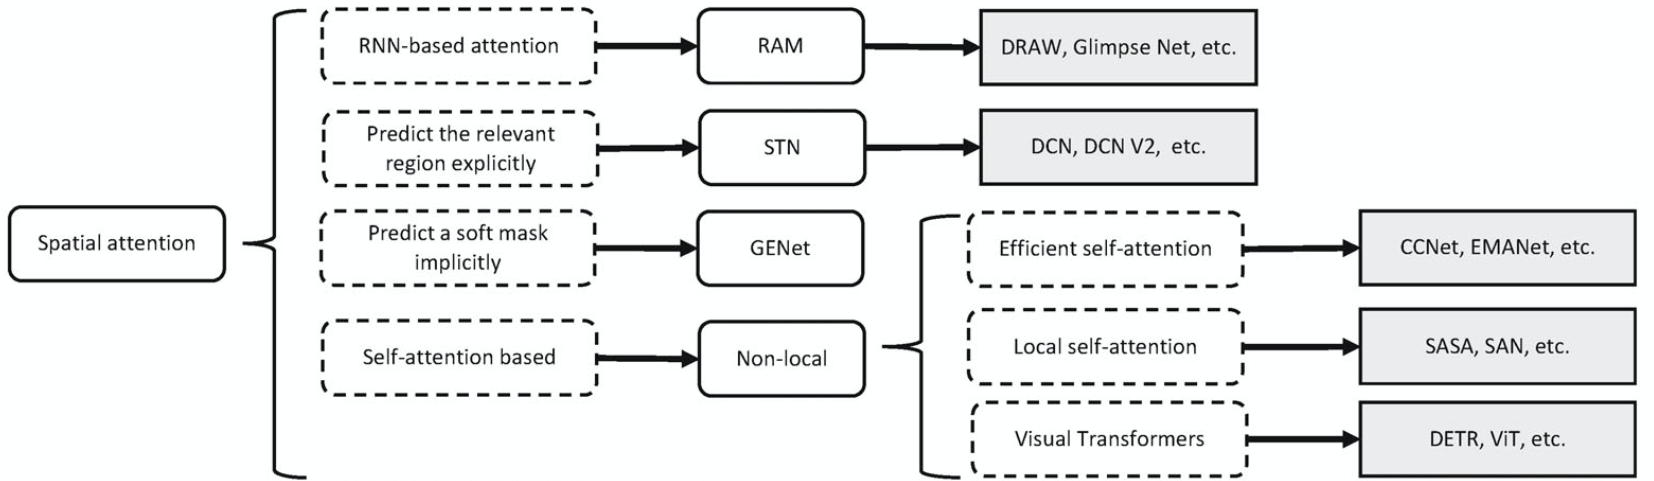 Spatial attention
RNN-based attention
RAM
DRAW, Glimpse Net, etc.
Predict the relevant
region explicitly
STN
DCN, DCN V2, etc.
Predict a soft mask
implicitly
GENet
Self-attention based
Non-local
Efficient self-attention
CCNet, EMANet, etc.
Local self-attention
SASA, SAN, etc.
Visual Transformers
DETR, ViT, etc.